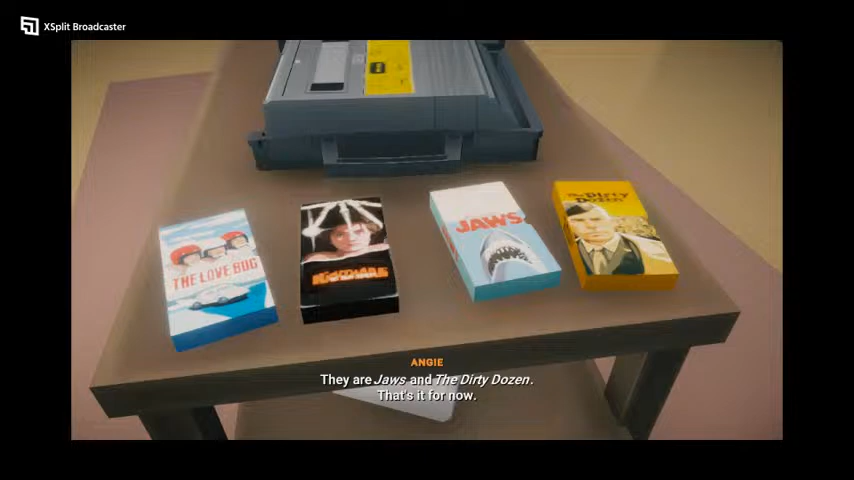 XSplit Broadcaster
THE LOVE BUG
JAWS
The Dirty
Dozen
ANGIE
They are Jaws and The Dirty Dozen.
That's it for now.